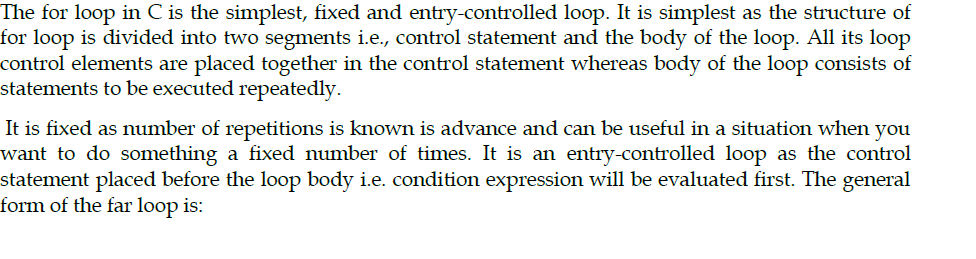 The for loop in C is the simplest, fixed and entry-controlled loop. It is simplest as the structure of
for loop is divided into two segments i.e., control statement and the body of the loop. All its loop
control elements are placed together in the control statement whereas body of the loop consists of
statements to be executed repeatedly.
It is fixed as number of repetitions is known is advance and can be useful in a situation when you
want to do something a fixed number of times. It is an entry-controlled loop as the control
statement placed before the loop body i.e. condition expression will be evaluated first. The general
form of the far loop is: